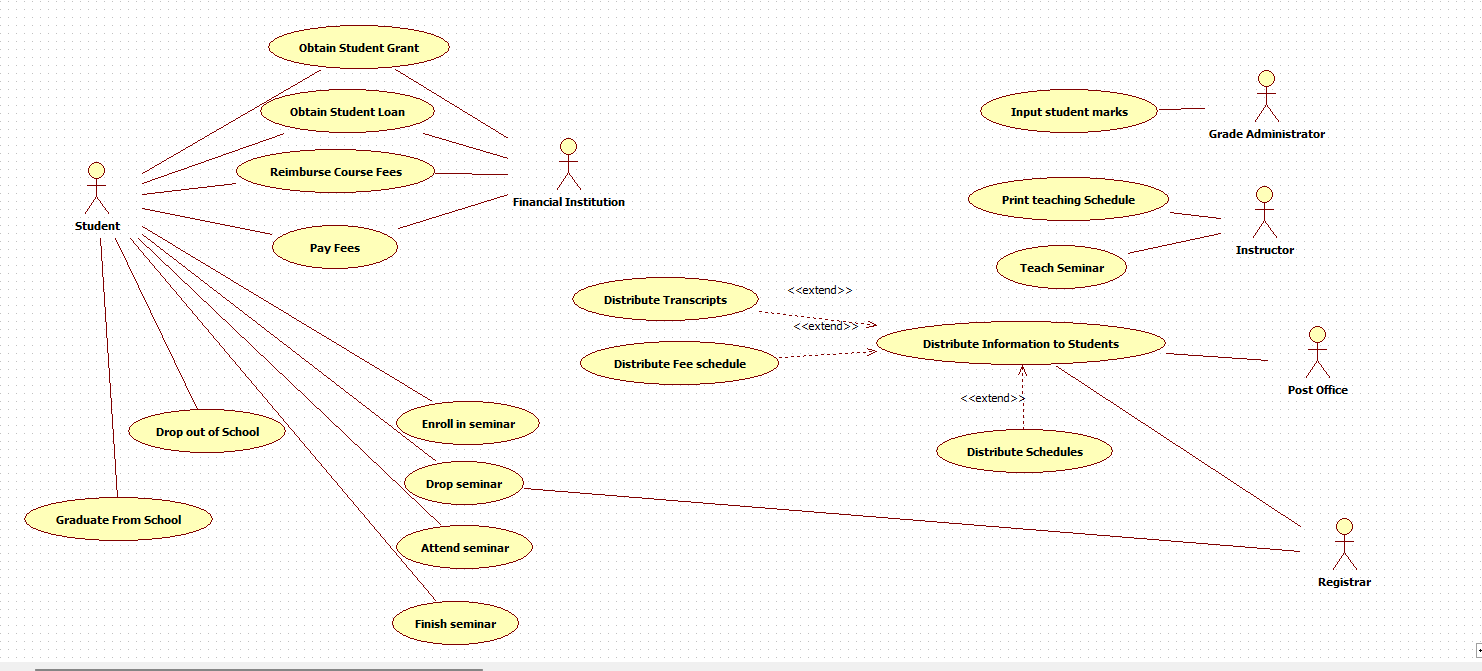 Obtain Student Grant
Obtain Student Loan
Reimburse Course Fees
Pay Fees
Student
Financial Institution
Input student marks
Grade Administrator
Print teaching Schedule
Teach Seminar
Instructor
Distribute Transcripts
<<extend>>
<<extend>>
Distribute Fee schedule
Distribute Information to Students
Post Office
<<extend>>
Distribute Schedules
Enroll in seminar
Drop out of School
Drop seminar
Graduate From School
Attend seminar
Registrar
Finish seminar